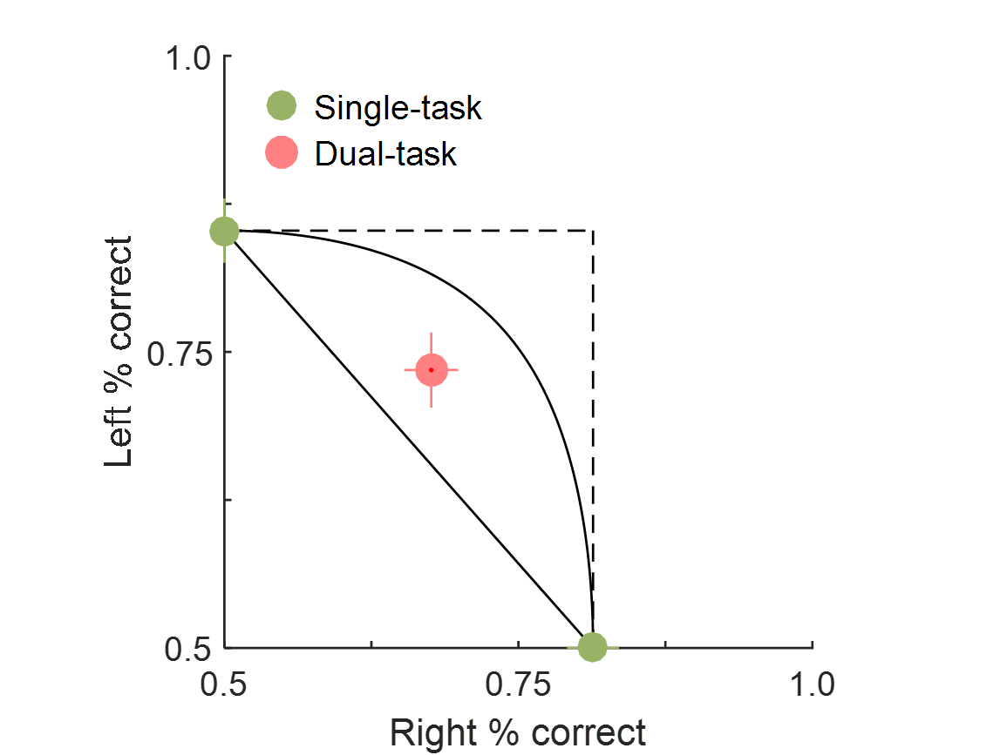 1.0
Single-task
Dual-task
Left % correct
0.75
0.5
0.5 0.75 1.0
Right % correct